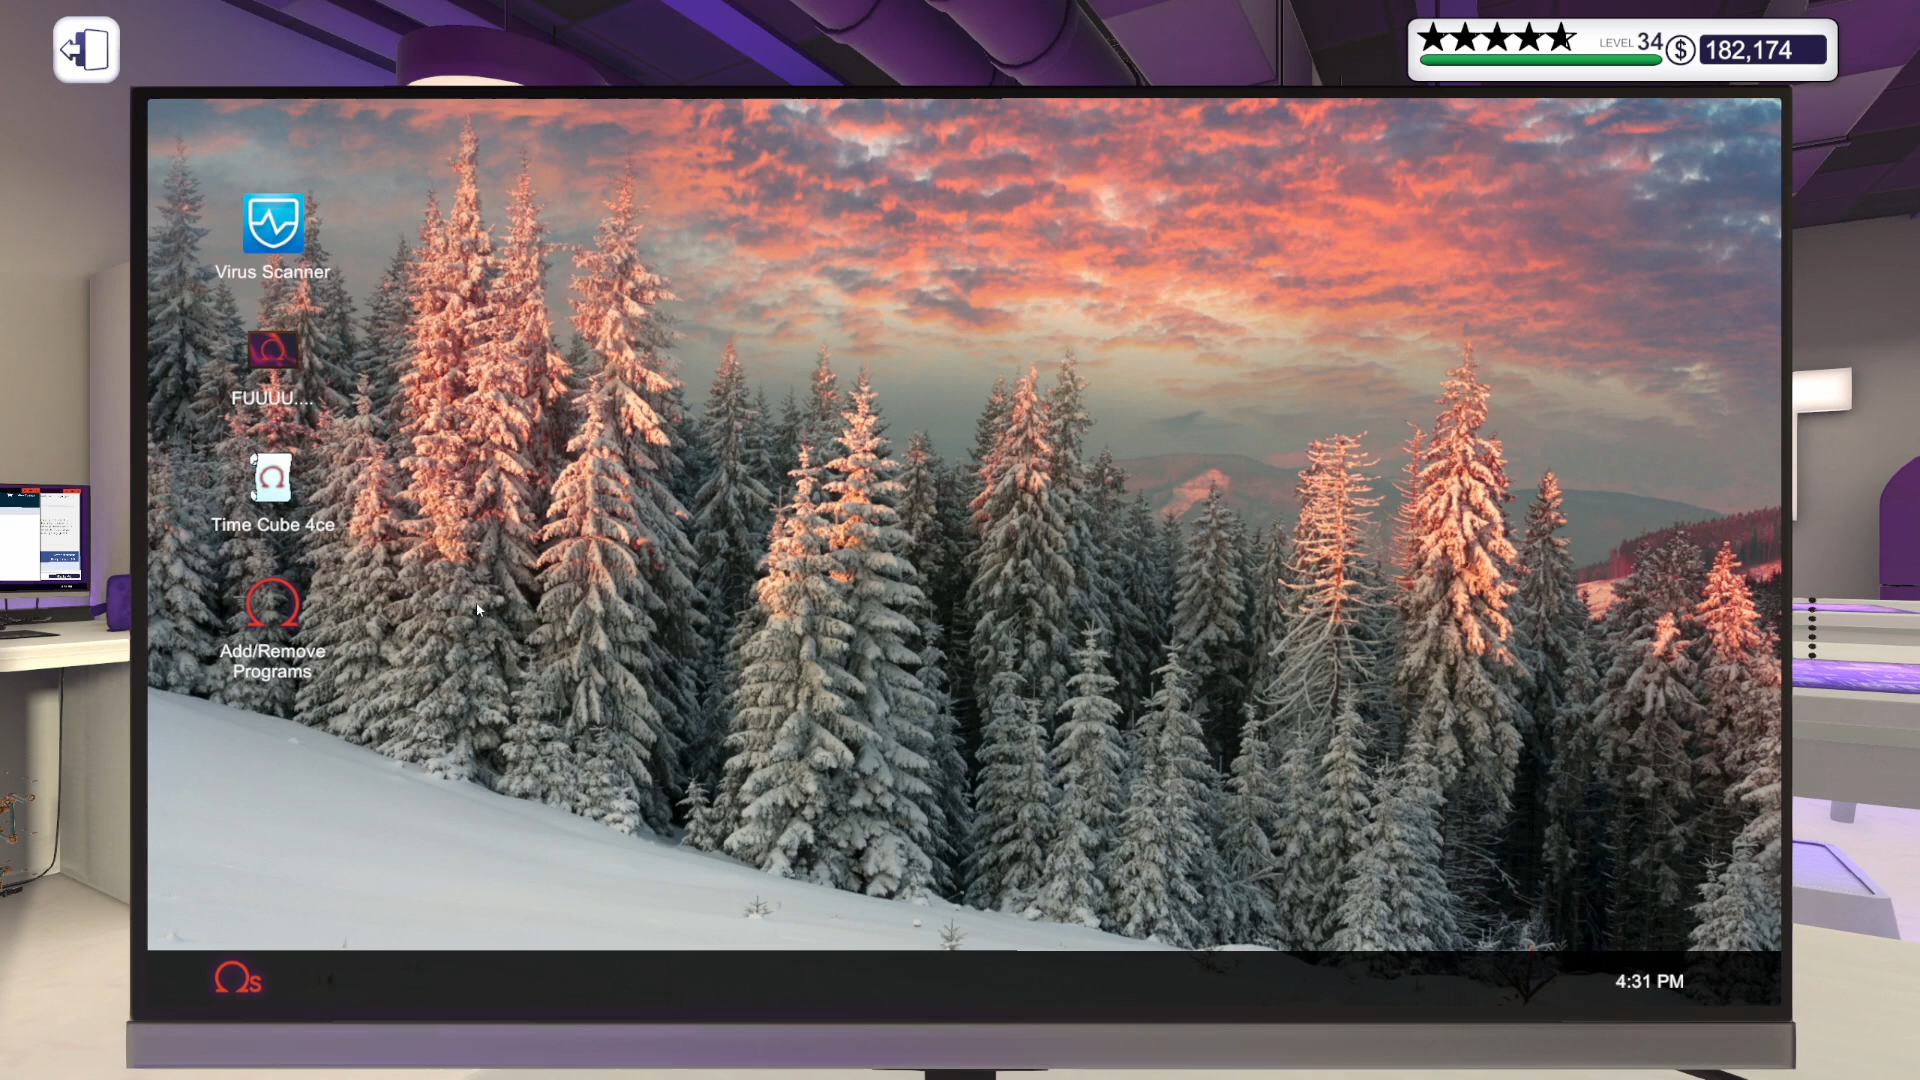 LEVEL 34
$ 182,174
Virus Scanner
FUUUU....
Time Cube 4ce
Add/Remove
Programs
Ωs
4:31 PM